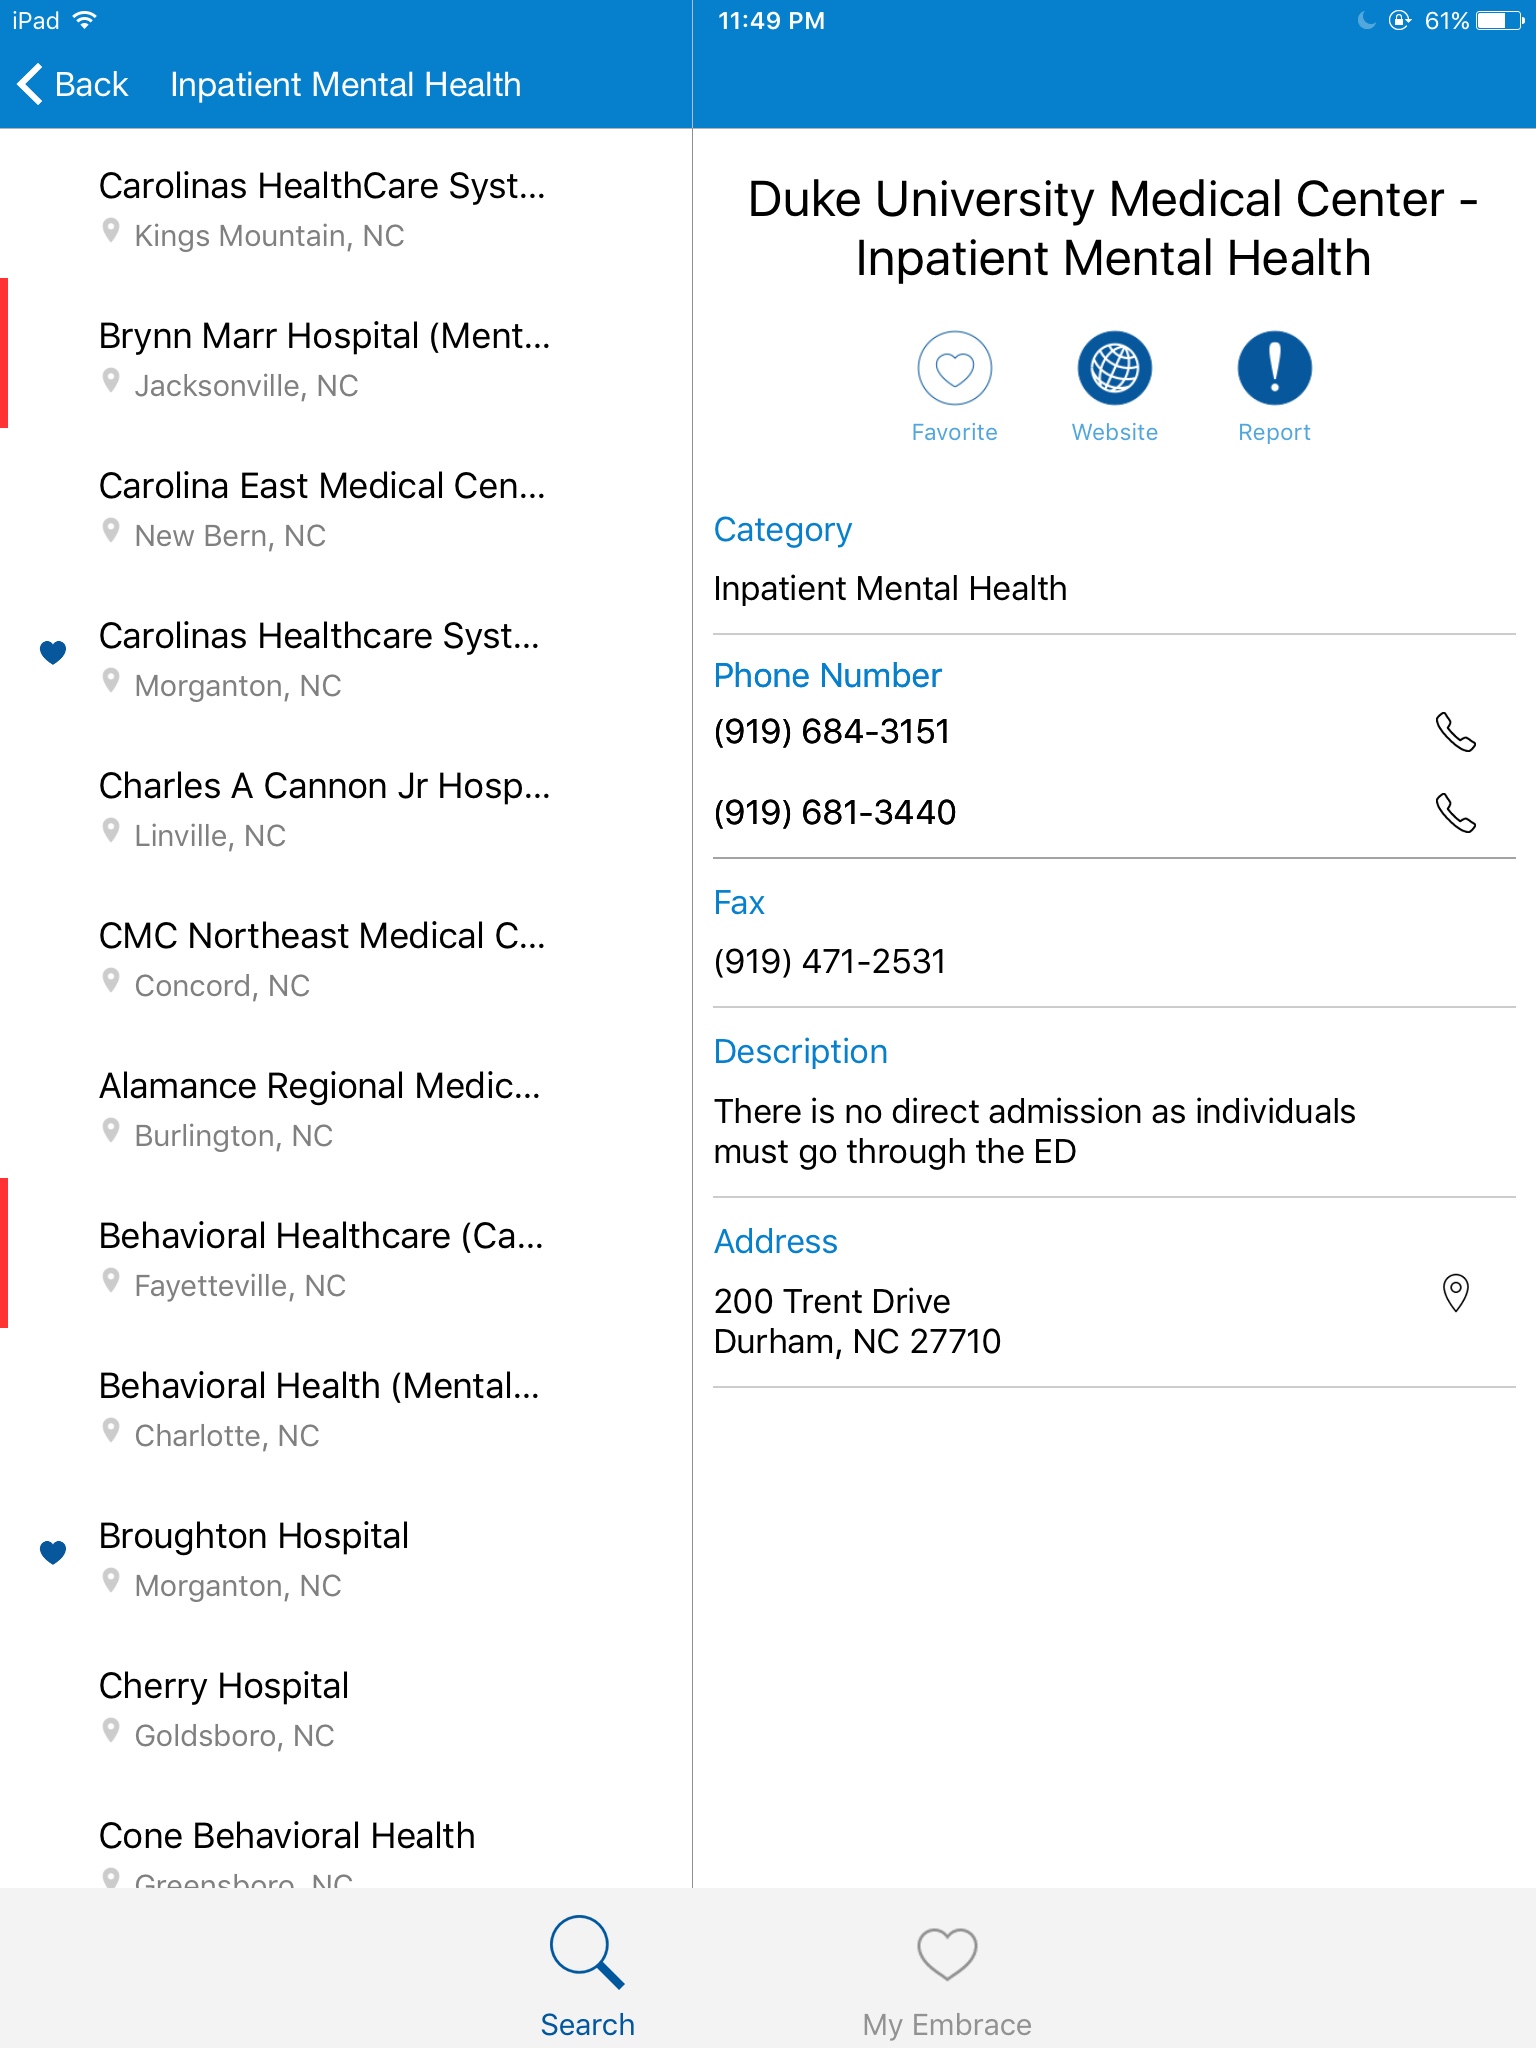 iPad
11:49 PM
61%
Back
Inpatient Mental Health
Carolinas HealthCare Syst...
Kings Mountain, NC
Brynn Marr Hospital (Ment...
Jacksonville, NC
Carolina East Medical Cen...
New Bern, NC
Carolinas Healthcare Syst...
Morganton, NC
Charles A Cannon Jr Hosp...
Linville, NC
CMC Northeast Medical C...
Concord, NC
Alamance Regional Medic...
Burlington, NC
Behavioral Healthcare (Ca...
Fayetteville, NC
Behavioral Health (Mental...
Charlotte, NC
Broughton Hospital
Morganton, NC
Cherry Hospital
Goldsboro, NC
Cone Behavioral Health
Greensboro, NC
Duke University Medical Center -
Inpatient Mental Health
Favorite
Website
Report
Category
Inpatient Mental Health
Phone Number
(919) 684-3151
(919) 681-3440
Fax
(919) 471-2531
Description
There is no direct admission as individuals
must go through the ED
Address
200 Trent Drive
Durham, NC 27710
Search
My Embrace